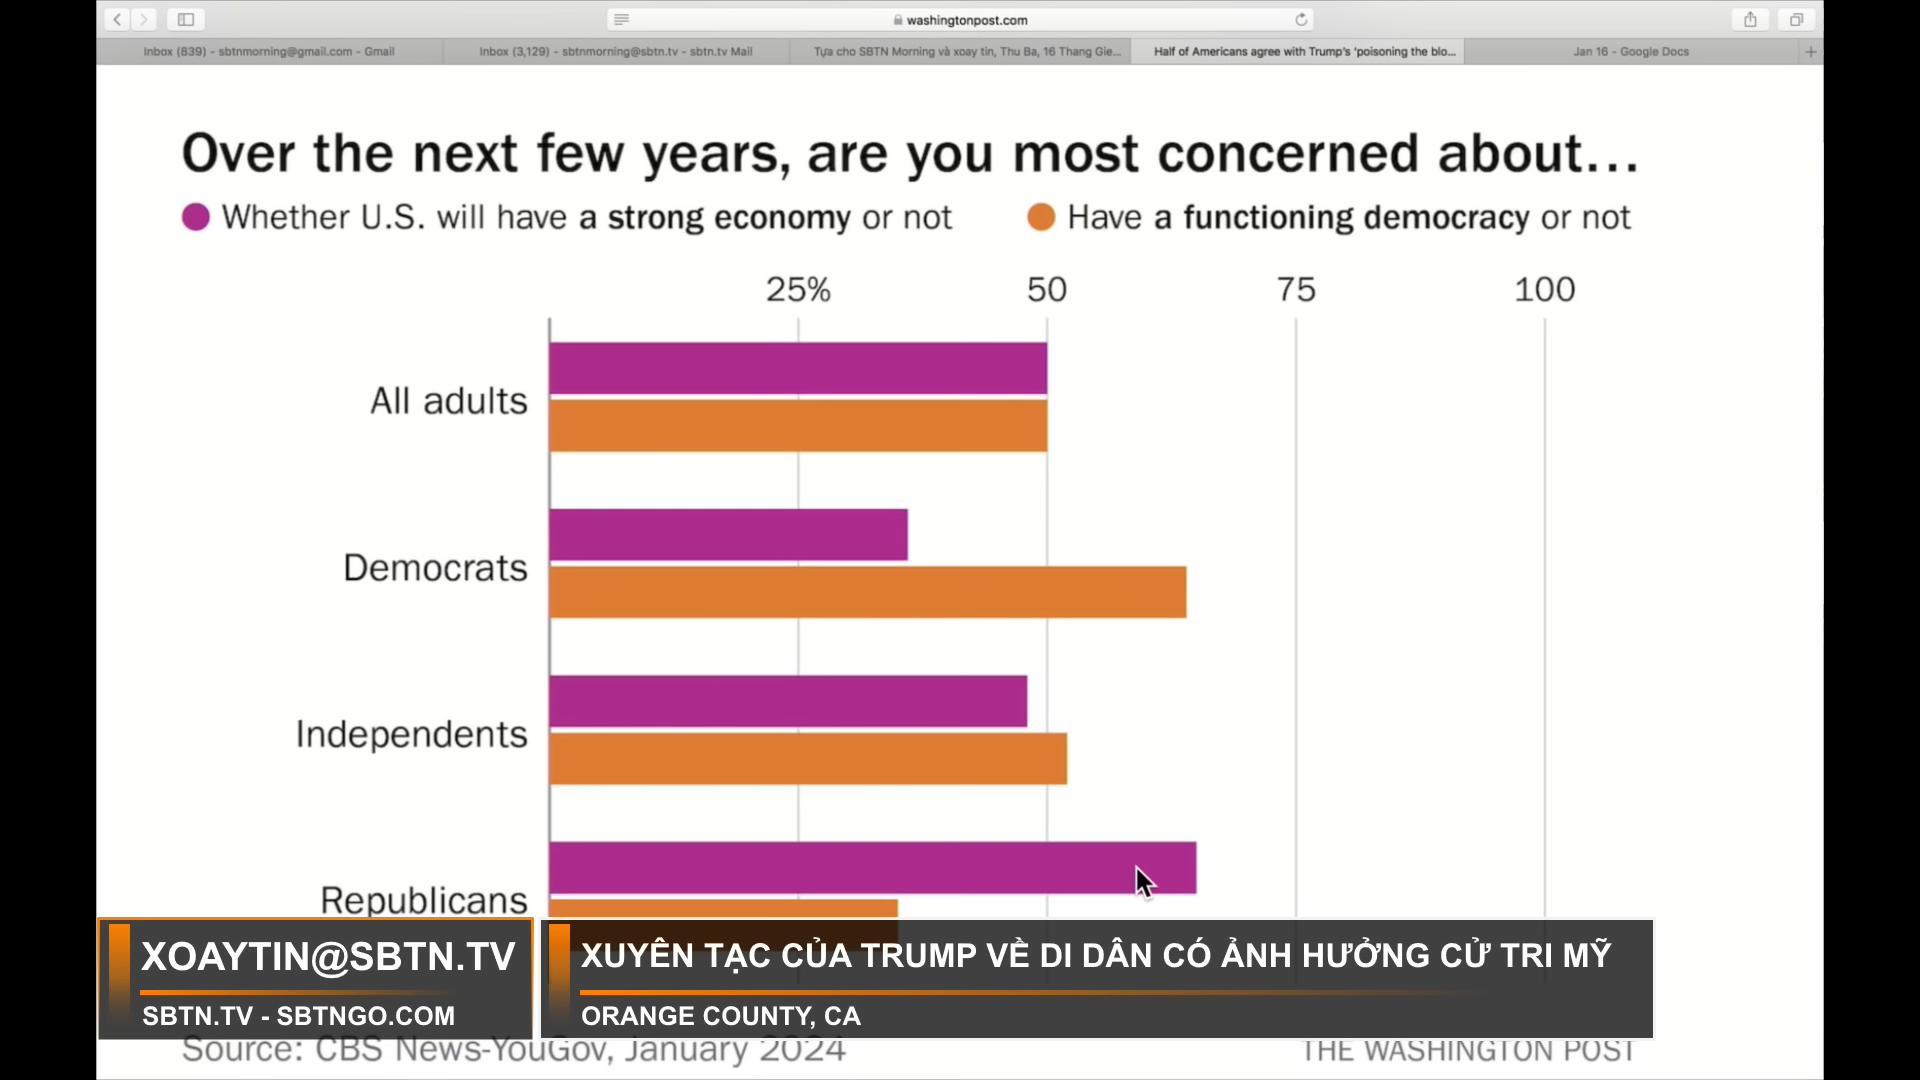 washingtonpost.com
Inbox (839) - sbtnmorning@gmail.com - Gmail
Inbox (3,129) - sbtnmorning@sbtn.tv - sbtn.tv Mail
Tựa cho SBTN Morning và xoay tin, Thu Ba, 16 Thang Gie...
Half of Americans agree with Trump's 'poisoning the blo...
Jan 16 - Google Docs
Over the next few years, are you most concerned about...
Whether U.S. will have a strong economy or not
Have a functioning democracy or not
25% 50 75 100
All adults
Democrats
Independents
Republicans
XOAYTIN@SBTN.TV
SBTN.TV - SBTNGO.COM
XUYÊN TẠC CỦA TRUMP VỀ DI DÂN CÓ ẢNH HƯỞNG CỬ TRI MỸ
ORANGE COUNTY, CA
Source: CBS News-YouGov, January 2024
THE WASHINGTON POST